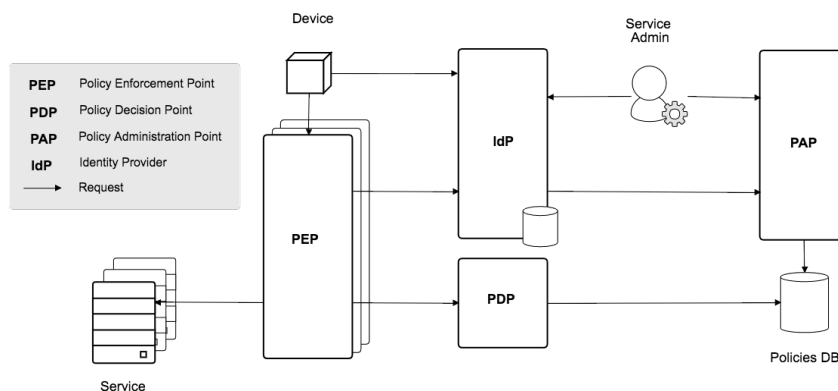 Device
Service
Admin
PEP Policy Enforcement Point
PDP Policy Decision Point
PAP Policy Administration Point
IdP Identity Provider
Request
IdP
PAP
PEP
PDP
Policies DB
Service